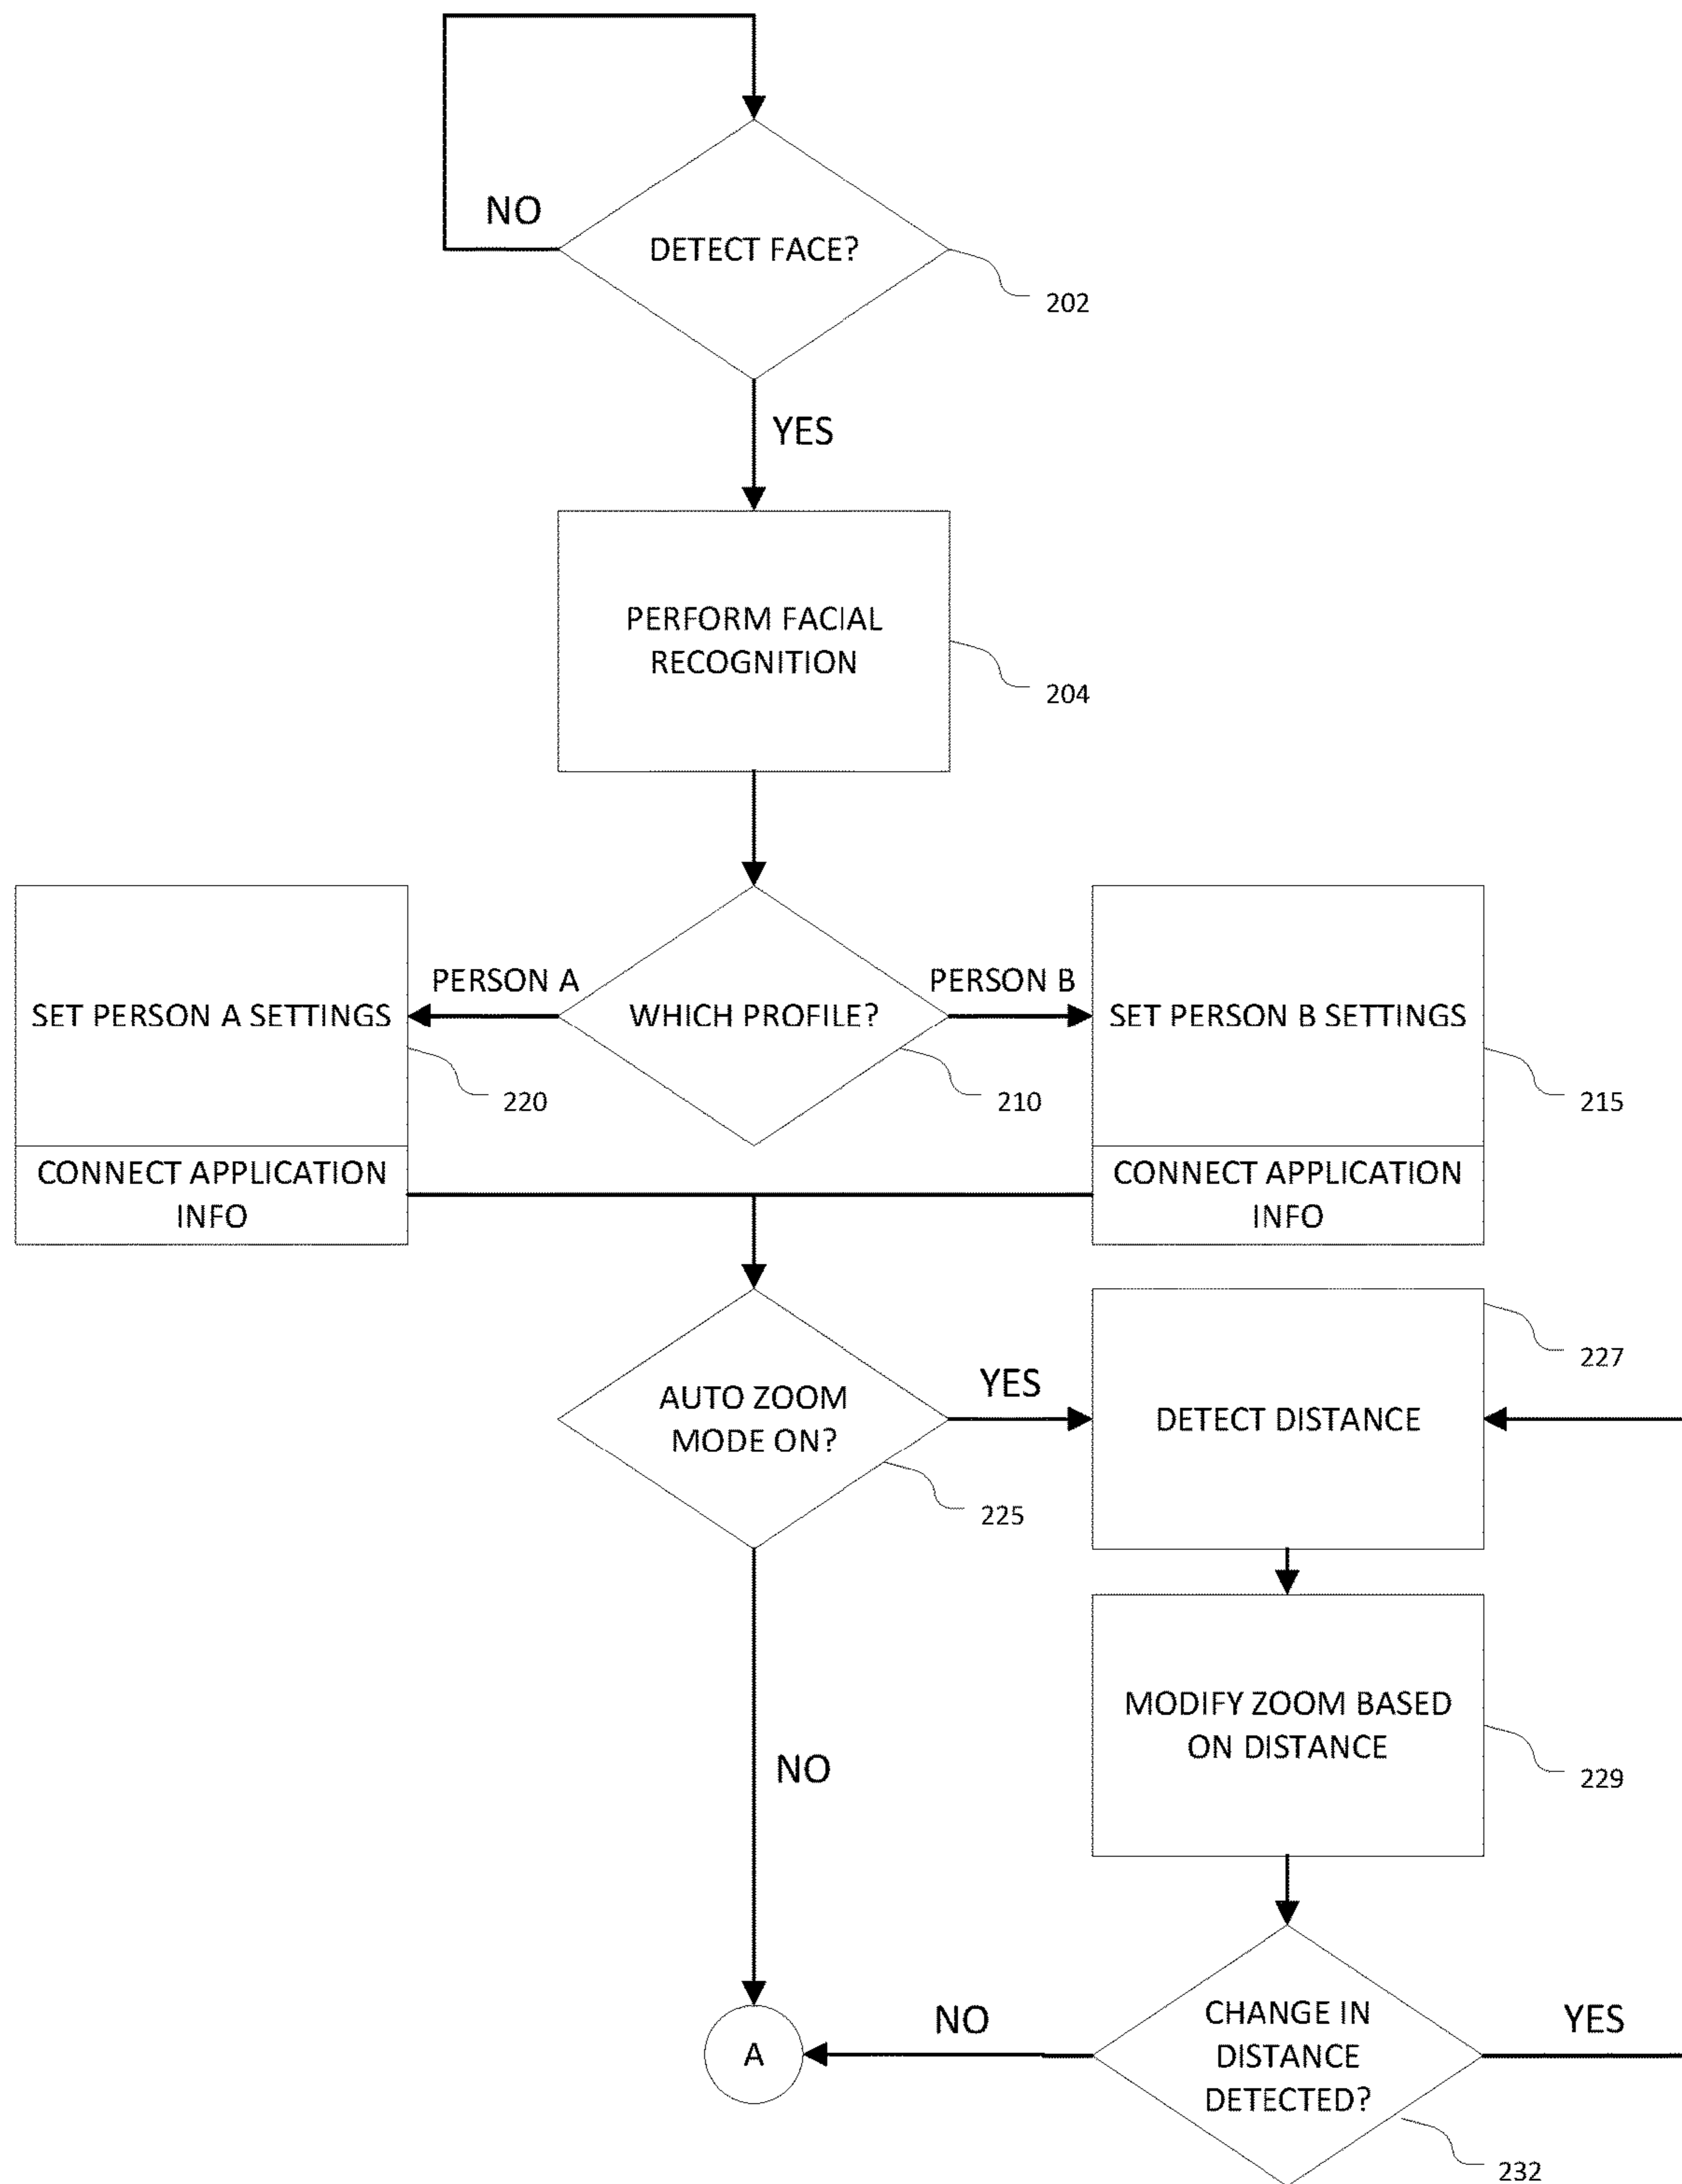 NO
DETECT FACE?
202
YES
PERFORM FACIAL
RECOGNITION
204
PERSON A
PERSON B
SET PERSON A SETTINGS
WHICH PROFILE?
SET PERSON B SETTINGS
220
210
215
CONNECT APPLICATION
INFO
CONNECT APPLICATION
INFO
227
AUTO ZOOM
MODE ON?
YES
DETECT DISTANCE
225
MODIFY ZOOM BASED
ON DISTANCE
229
NO
A
NO
CHANGE IN
DISTANCE
DETECTED?
YES
232